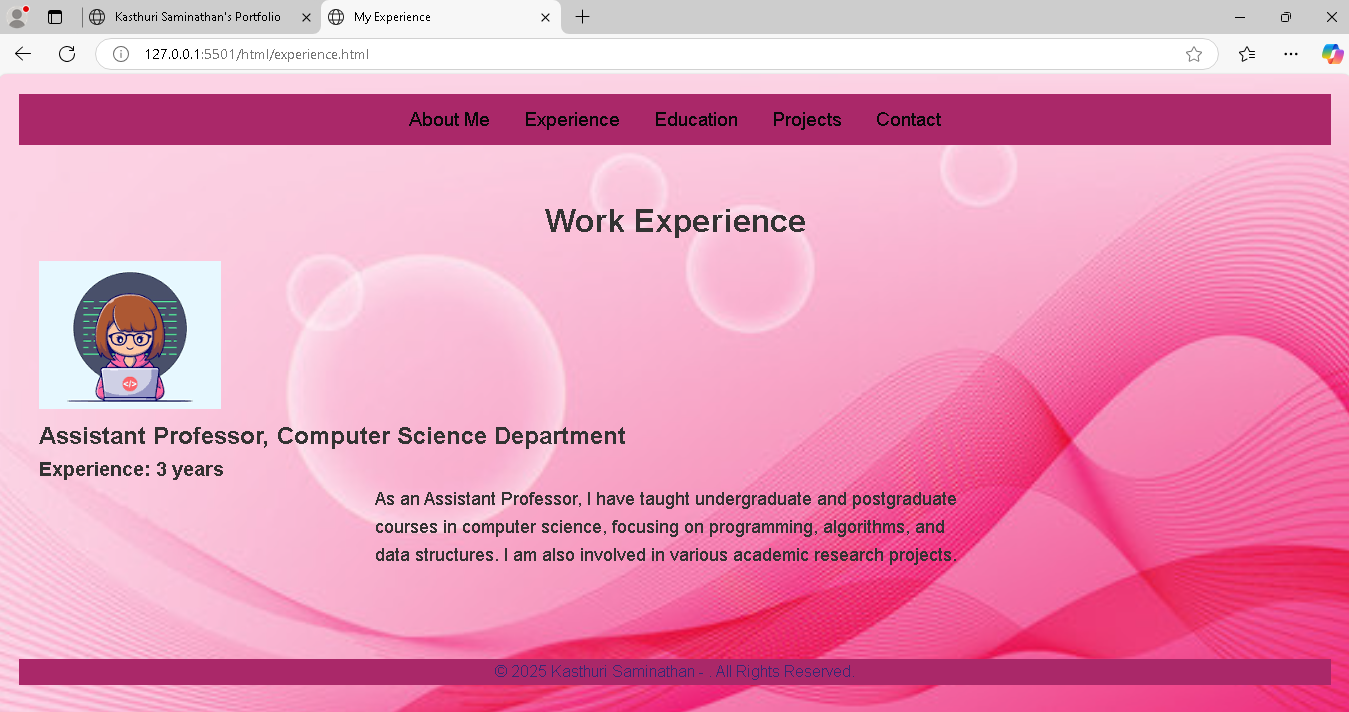 Kasthuri Saminathan's Portfolio
My Experience
127.0.0.1:5501/html/experience.html
About Me Experience Education Projects Contact
Work Experience
</>
Assistant Professor, Computer Science Department
Experience: 3 years
As an Assistant Professor, I have taught undergraduate and postgraduate
courses in computer science, focusing on programming, algorithms, and
data structures. I am also involved in various academic research projects.
© 2025 Kasthuri Saminathan - . All Rights Reserved.